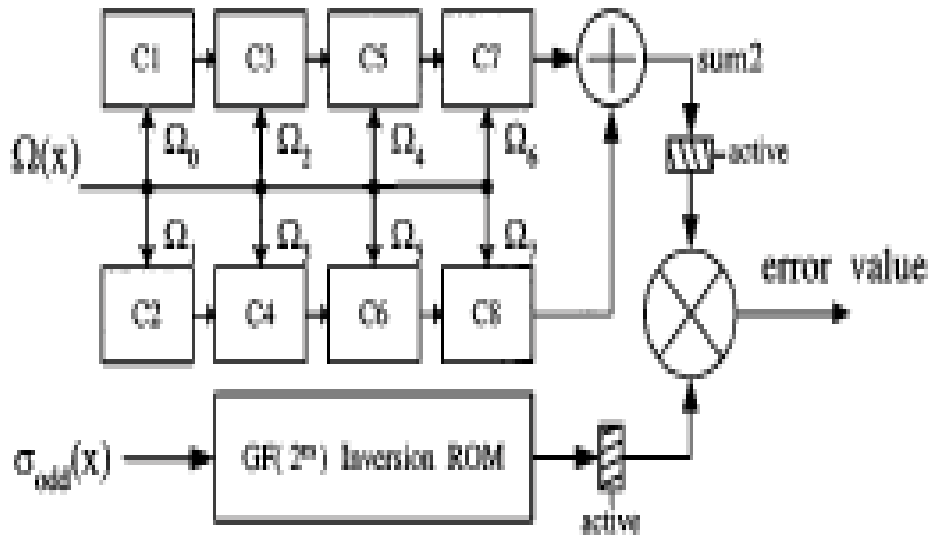 C1 C3 C5 C7 sum2
Ω(x) Ω₀ Ω₂ Ω₄ Ω₆ active
Ω₁ Ω₃ Ω₅ Ω₇ error value
C2 C4 C6 C8
σodd(x) GF(2ᵐ) Inversion ROM
active